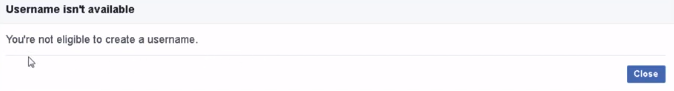 Username isn't available
You're not eligible to create a username.
Close